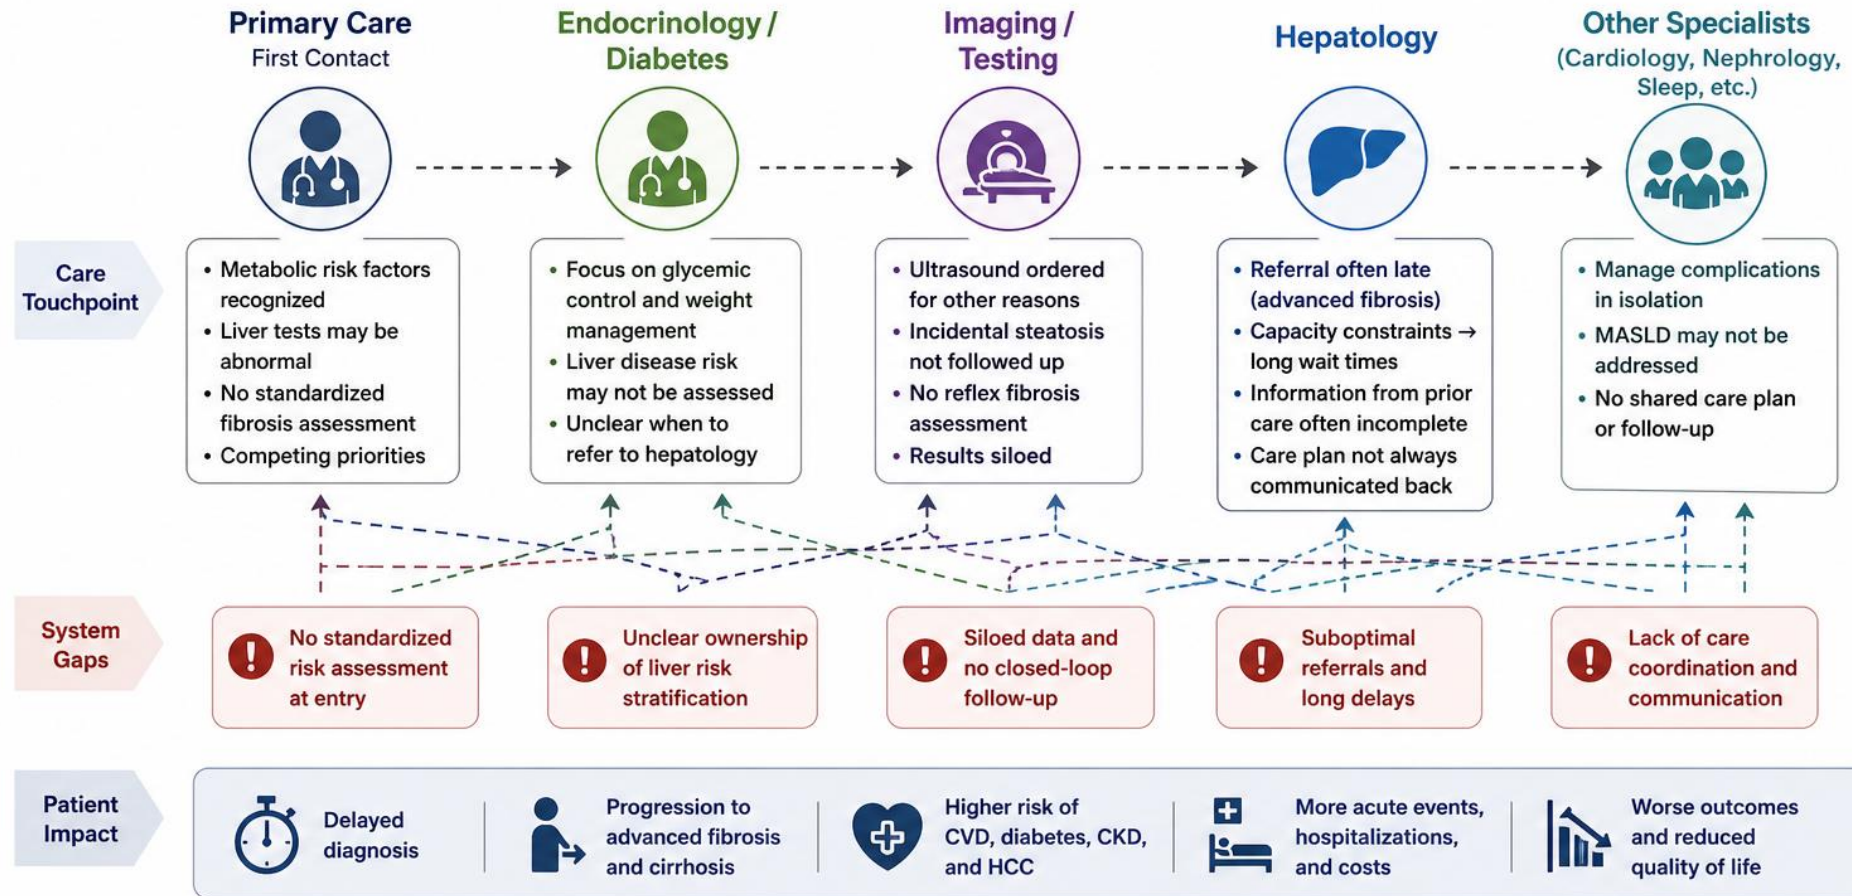 Primary Care
First Contact
Endocrinology /
Diabetes
Imaging /
Testing
Hepatology
Other Specialists
(Cardiology, Nephrology,
Sleep, etc.)
Care
Touchpoint
• Metabolic risk factors
recognized
• Liver tests may be
abnormal
• No standardized
fibrosis assessment
• Competing priorities
• Focus on glycemic
control and weight
management
• Liver disease risk
may not be assessed
• Unclear when to
refer to hepatology
• Ultrasound ordered
for other reasons
• Incidental steatosis
not followed up
• No reflex fibrosis
assessment
• Results siloed
• Referral often late
(advanced fibrosis)
• Capacity constraints →
long wait times
• Information from prior
care often incomplete
• Care plan not always
communicated back
• Manage complications
in isolation
• MASLD may not be
addressed
• No shared care plan
or follow-up
System
Gaps
No standardized
risk assessment
at entry
Unclear ownership
of liver risk
stratification
Siloed data and
no closed-loop
follow-up
Suboptimal
referrals and
long delays
Lack of care
coordination and
communication
Patient
Impact
Delayed
diagnosis
Progression to
advanced fibrosis
and cirrhosis
Higher risk of
CVD, diabetes, CKD,
and HCC
More acute events,
hospitalizations,
and costs
Worse outcomes
and reduced
quality of life